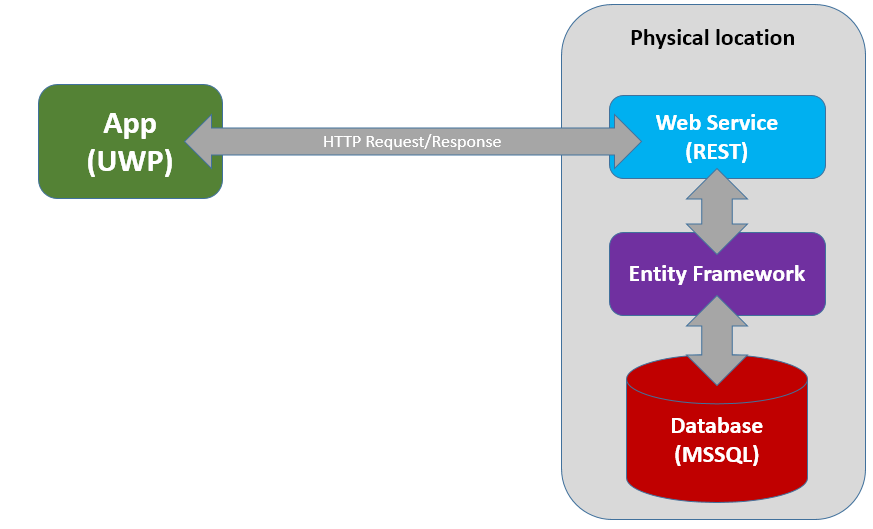 Physical location
App
(UWP)
HTTP Request/Response
Web Service
(REST)
Entity Framework
Database
(MSSQL)